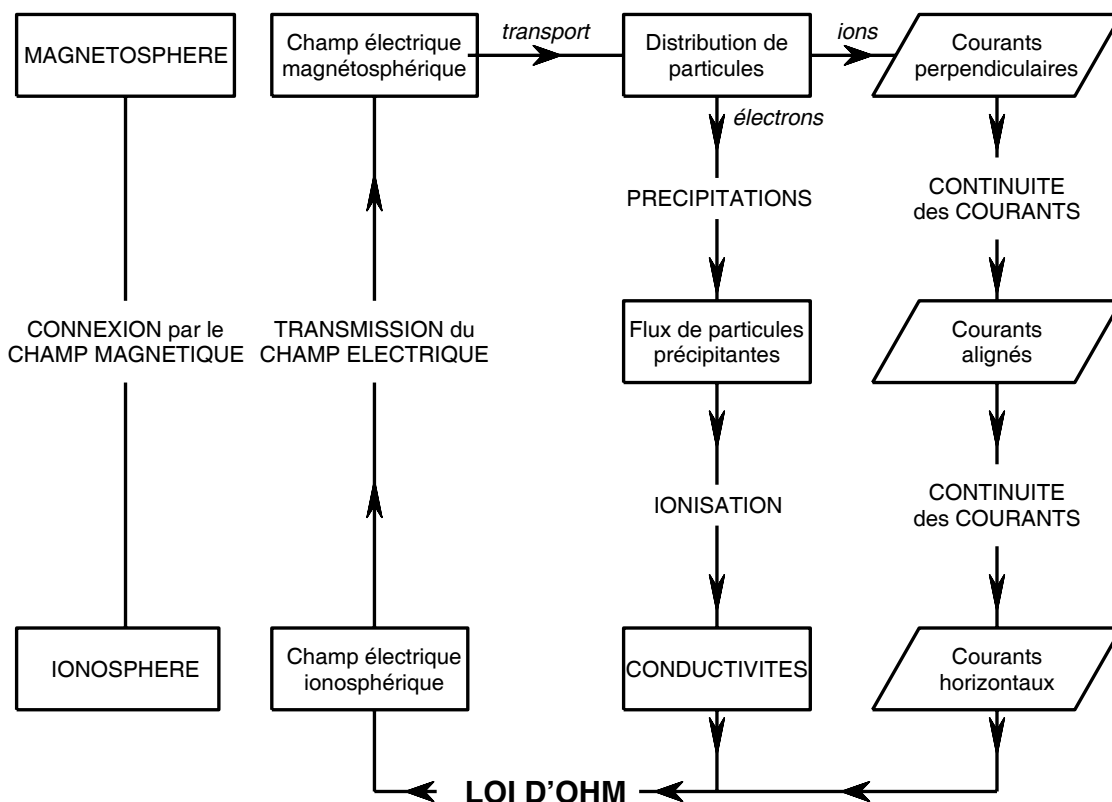 MAGNETOSPHERE
Champ électrique
magnétosphérique
transport
Distribution de
particules
ions
Courants
perpendiculaires
électrons
PRECIPITATIONS
CONTINUITE
des COURANTS
CONNEXION par le
CHAMP MAGNETIQUE
TRANSMISSION du
CHAMP ELECTRIQUE
Flux de particules
précipitantes
Courants
alignés
IONISATION
CONTINUITE
des COURANTS
IONOSPHERE
Champ électrique
ionosphérique
CONDUCTIVITES
Courants
horizontaux
LOI D'OHM